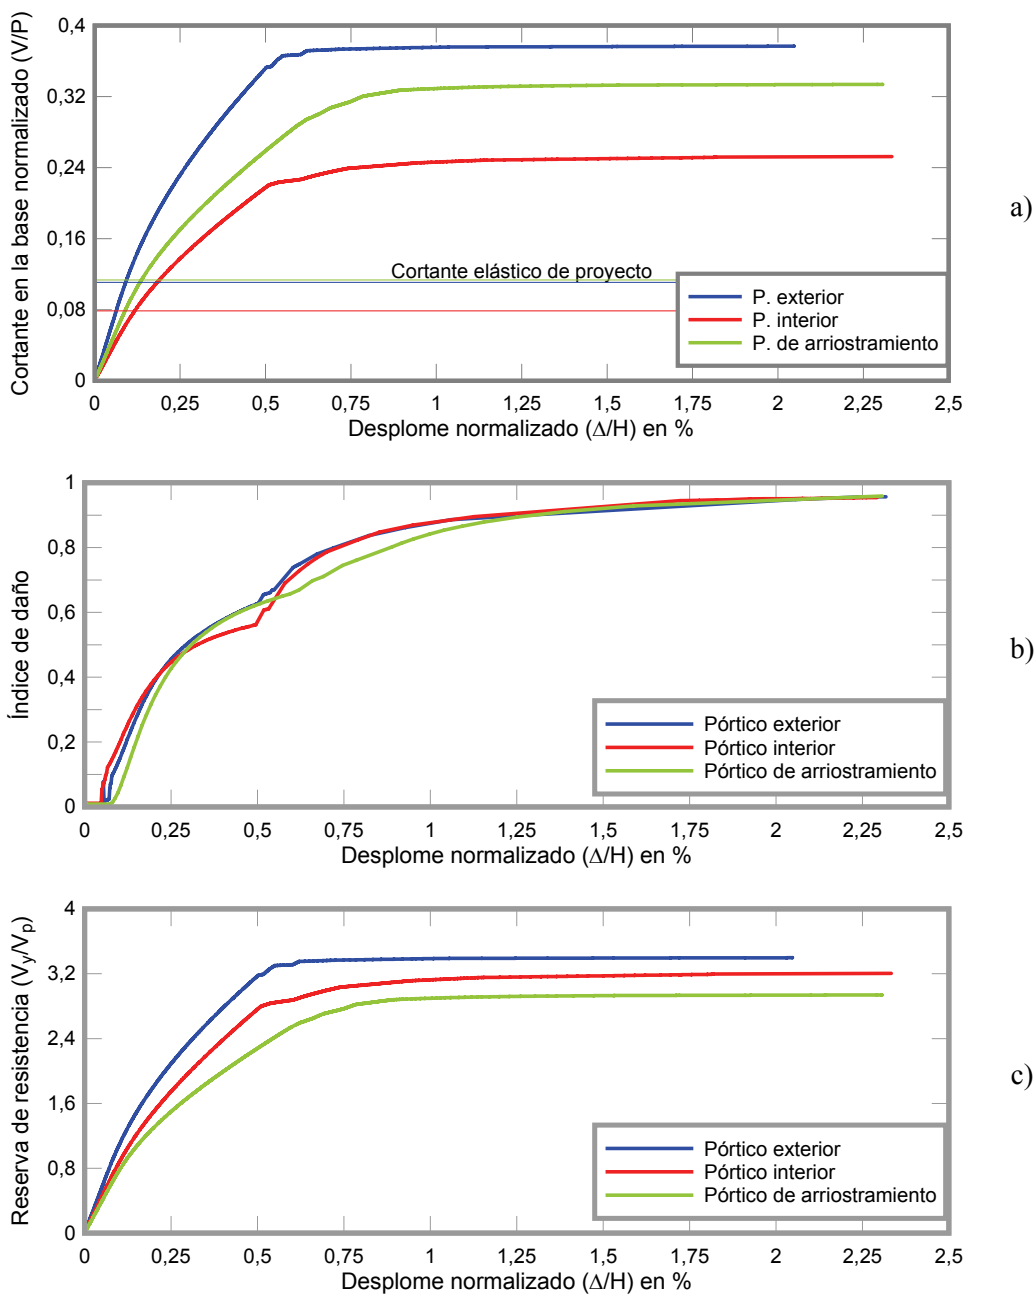 Cortante en la base normalizado (V/P)
0,4
0.32
0.24
0.16
0.08
0
Cortante elástico de proyecto
P. exterior
P. interior
P. de arriostramiento
0 0,25 0,5 0,75 1 1,25 1,5 1,75 2 2,25 2,5
Desplome normalizado (Δ/H) en %
a)
Índice de daño
1
0.8
0.6
0.4
0,2
0
Pórtico exterior
Pórtico interior
Pórtico de arriostramiento
0 0,25 0,5 0,75 1 1,25 1,5 1,75 2 2,25 2,5
Desplome normalizado (Δ/H) en %
b)
Reserva de resistencia (Vy/Vp)
4
3.2
2.4
1.6
0,8
0
Pórtico exterior
Pórtico interior
Pórtico de arriostramiento
0 0,25 0,5 0,75 1 1,25 1,5 1,75 2 2,25 2,5
Desplome normalizado (Δ/H) en %
c)